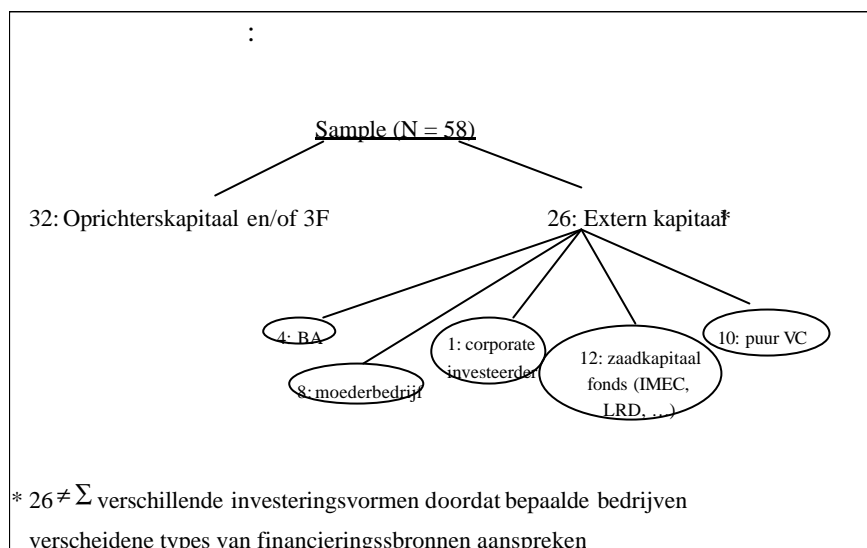 :
Sample (N = 58)
32: Oprichterskapitaal en/of 3F
26: Extern kapitaal*
4: BA
8: moederbedrijf
1: corporate
investeerder
12: zaadkapitaal
fonds (IMEC,
LRD, …)
10: puur VC
* 26 ≠ Σ verschillende investeringsvormen doordat bepaalde bedrijven
verscheidene types van financieringssbronnen aanspreken